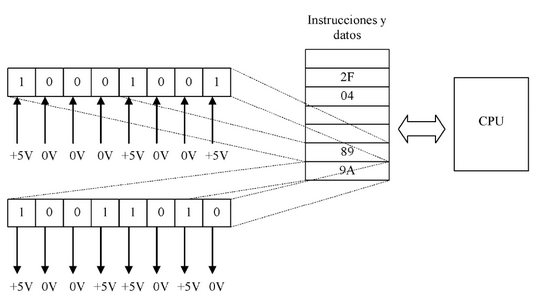 Instrucciones y
datos
1 0 0 0 1 0 0 1
2F
04
CPU
+5V 0V 0V 0V +5V 0V 0V +5V
89
9A
1 0 0 1 1 0 1 0
+5V 0V 0V +5V +5V 0V +5V 0V